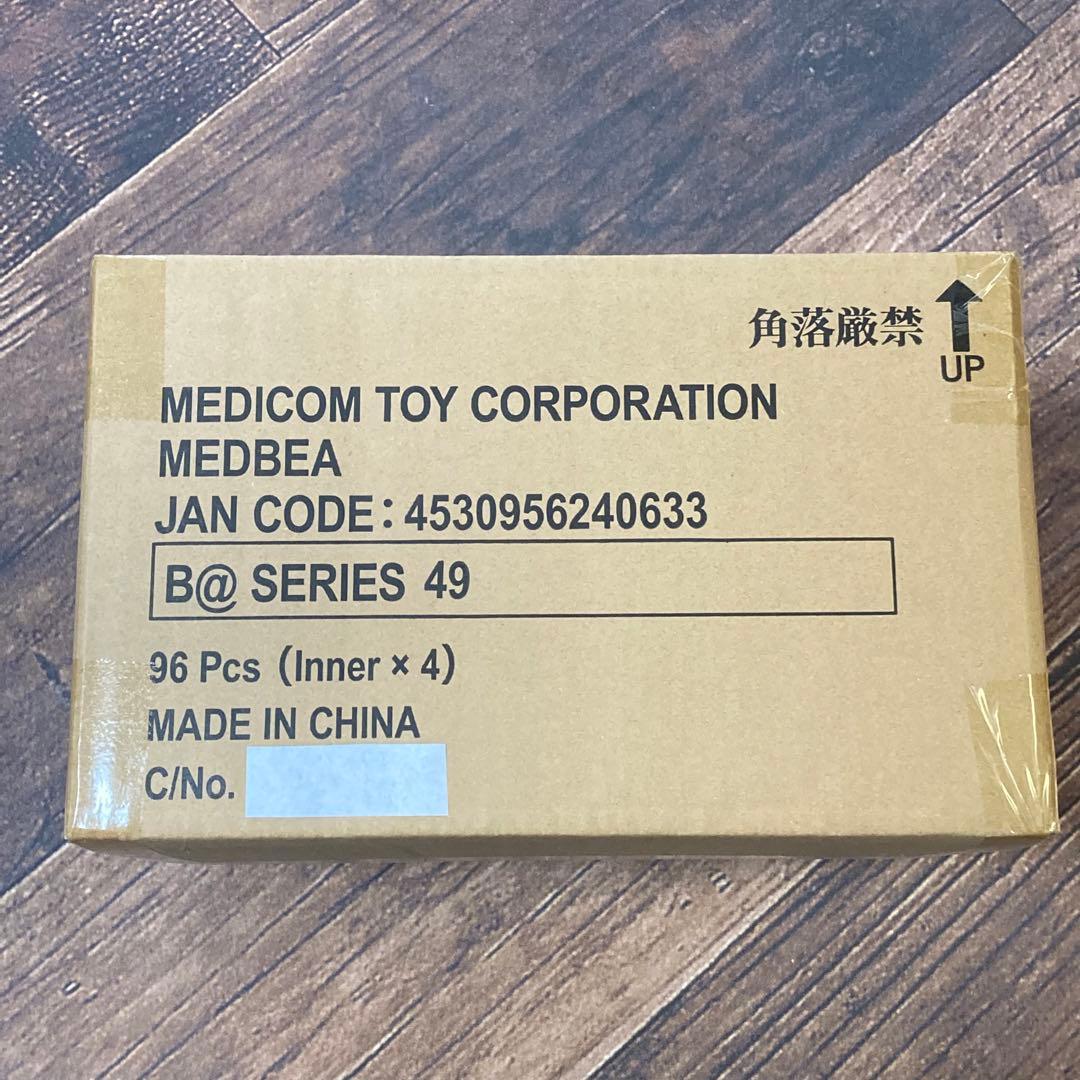 角落厳禁
UP
MEDICOM TOY CORPORATION
MEDBEA
JAN CODE：4530956240633
B@ SERIES 49
96 Pcs（Inner × 4）
MADE IN CHINA
C/No.